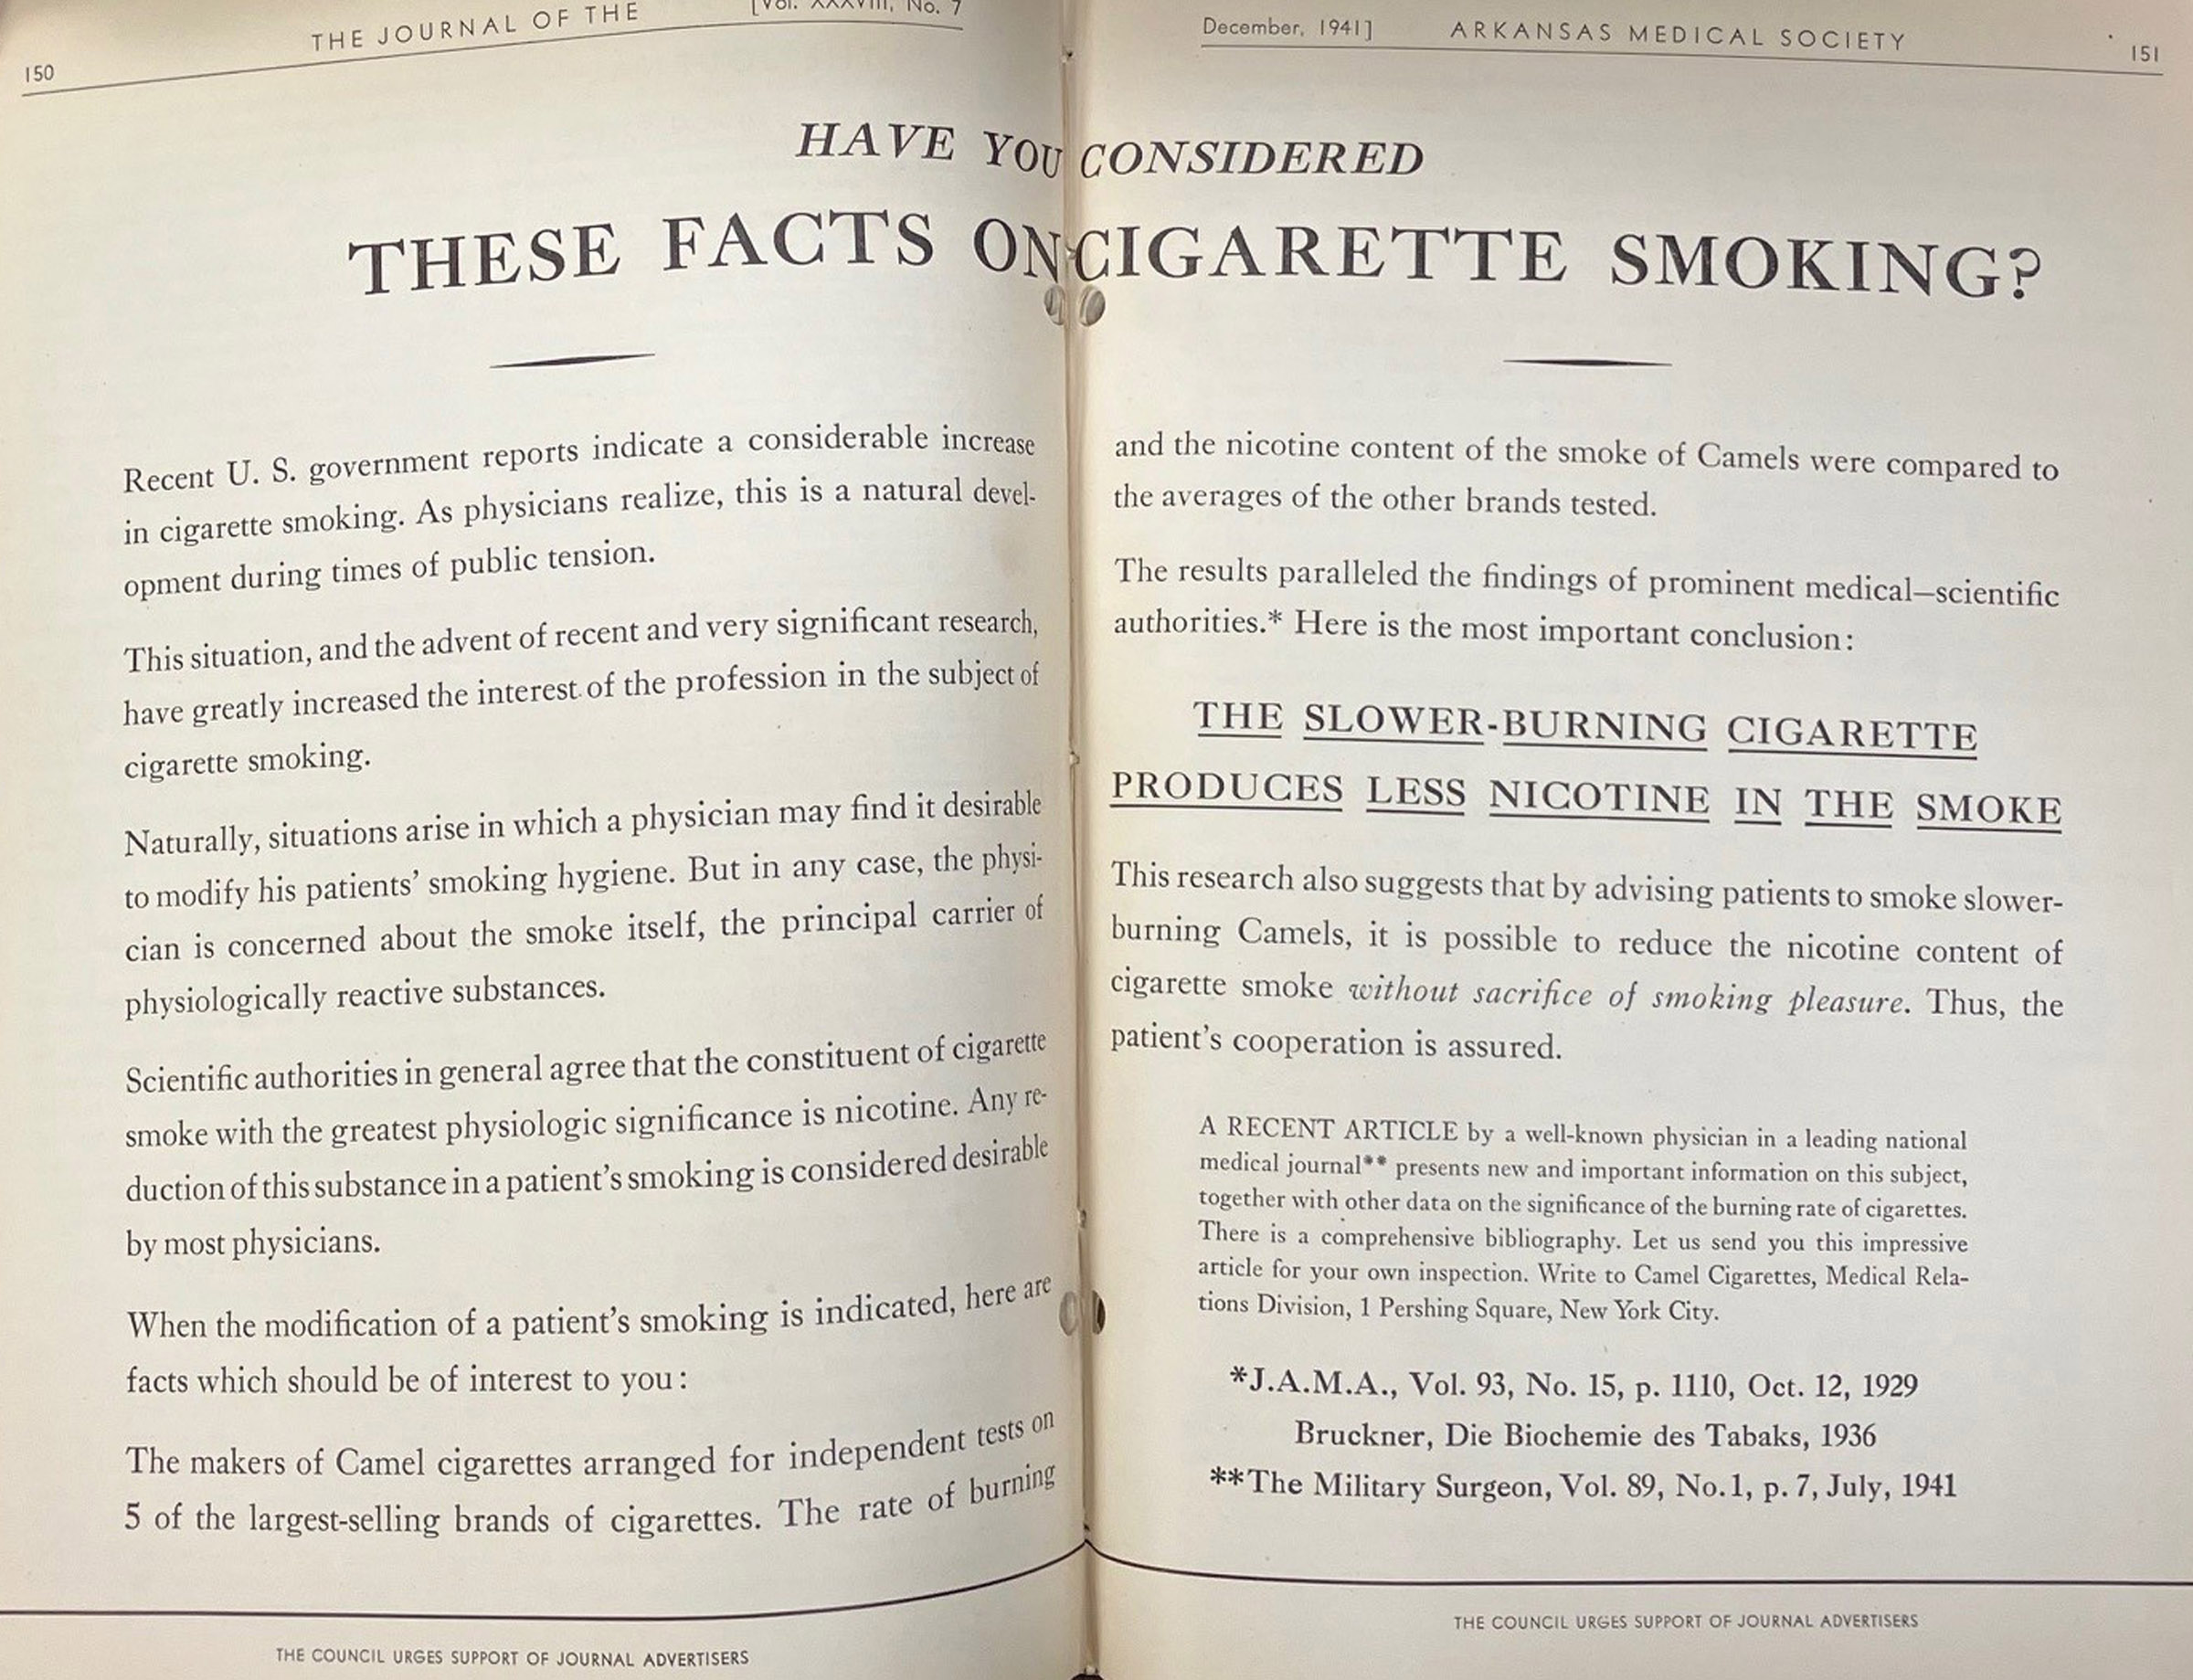 150
THE JOURNAL OF THE
[Vol. XXXVIII, No. 7
December, 1941]
ARKANSAS MEDICAL SOCIETY
151
HAVE YOU CONSIDERED
THESE FACTS ON CIGARETTE SMOKING?
Recent U. S. government reports indicate a considerable increase
in cigarette smoking. As physicians realize, this is a natural devel-
opment during times of public tension.
This situation, and the advent of recent and very significant research,
have greatly increased the interest of the profession in the subject of
cigarette smoking.
Naturally, situations arise in which a physician may find it desirable
to modify his patients' smoking hygiene. But in any case, the physi-
cian is concerned about the smoke itself, the principal carrier of
physiologically reactive substances.
Scientific authorities in general agree that the constituent of cigarette
smoke with the greatest physiologic significance is nicotine. Any re-
duction of this substance in a patient's smoking is considered desirable
by most physicians.
When the modification of a patient's smoking is indicated, here are
facts which should be of interest to you:
The makers of Camel cigarettes arranged for independent tests on
5 of the largest-selling brands of cigarettes. The rate of burning
THE COUNCIL URGES SUPPORT OF JOURNAL ADVERTISERS
and the nicotine content of the smoke of Camels were compared to
the averages of the other brands tested.
The results paralleled the findings of prominent medical—scientific
authorities.* Here is the most important conclusion:
THE SLOWER-BURNING CIGARETTE
PRODUCES LESS NICOTINE IN THE SMOKE
This research also suggests that by advising patients to smoke slower-
burning Camels, it is possible to reduce the nicotine content of
cigarette smoke without sacrifice of smoking pleasure. Thus, the
patient's cooperation is assured.
A RECENT ARTICLE by a well-known physician in a leading national
medical journal** presents new and important information on this subject,
together with other data on the significance of the burning rate of cigarettes.
There is a comprehensive bibliography. Let us send you this impressive
article for your own inspection. Write to Camel Cigarettes, Medical Rela-
tions Division, 1 Pershing Square, New York City.
*J.A.M.A., Vol. 93, No. 15, p. 1110, Oct. 12, 1929
Bruckner, Die Biochemie des Tabaks, 1936
**The Military Surgeon, Vol. 89, No. 1, p. 7, July, 1941
THE COUNCIL URGES SUPPORT OF JOURNAL ADVERTISERS